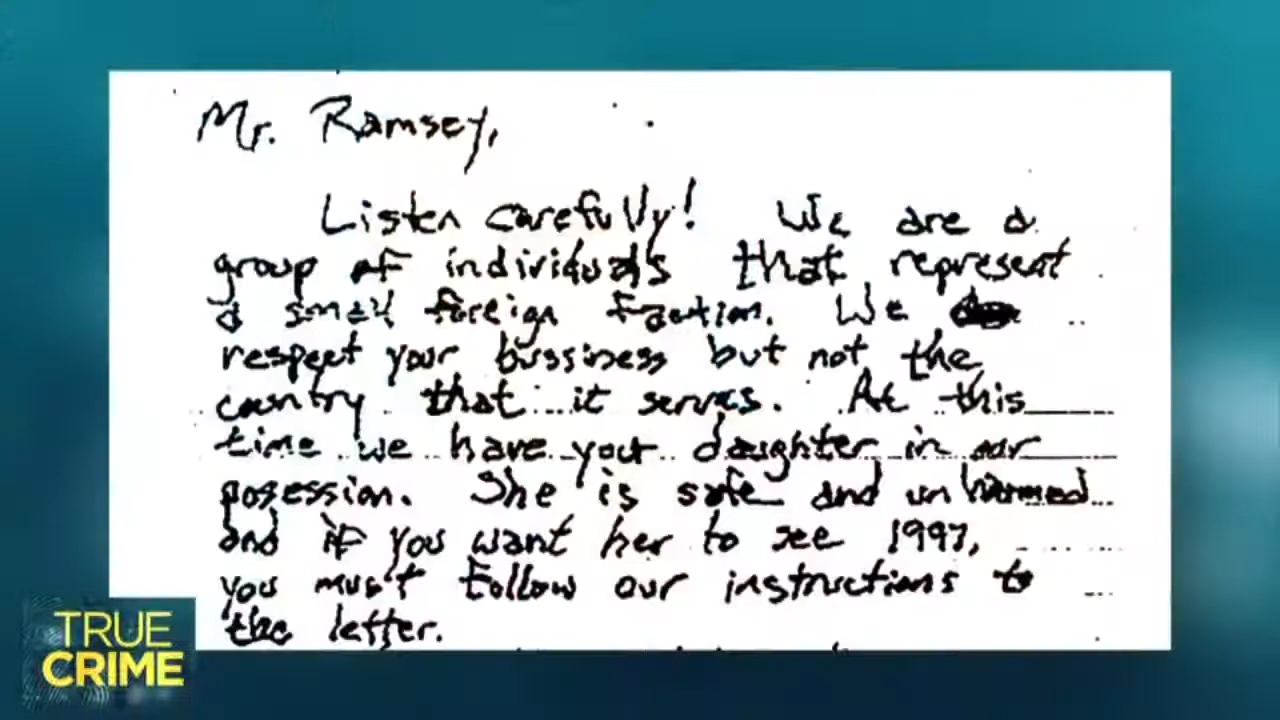 Mr. Ramsey,
Listen carefully! We are a
group of individuals that represent
a small foreign faction. We
respect your bussiness but not the
country that it serves. At this
time we have your daughter in our
posession. She is safe and unharmed
and if you want her to see 1997,
you must follow our instructions to
the letter.
TRUE
CRIME